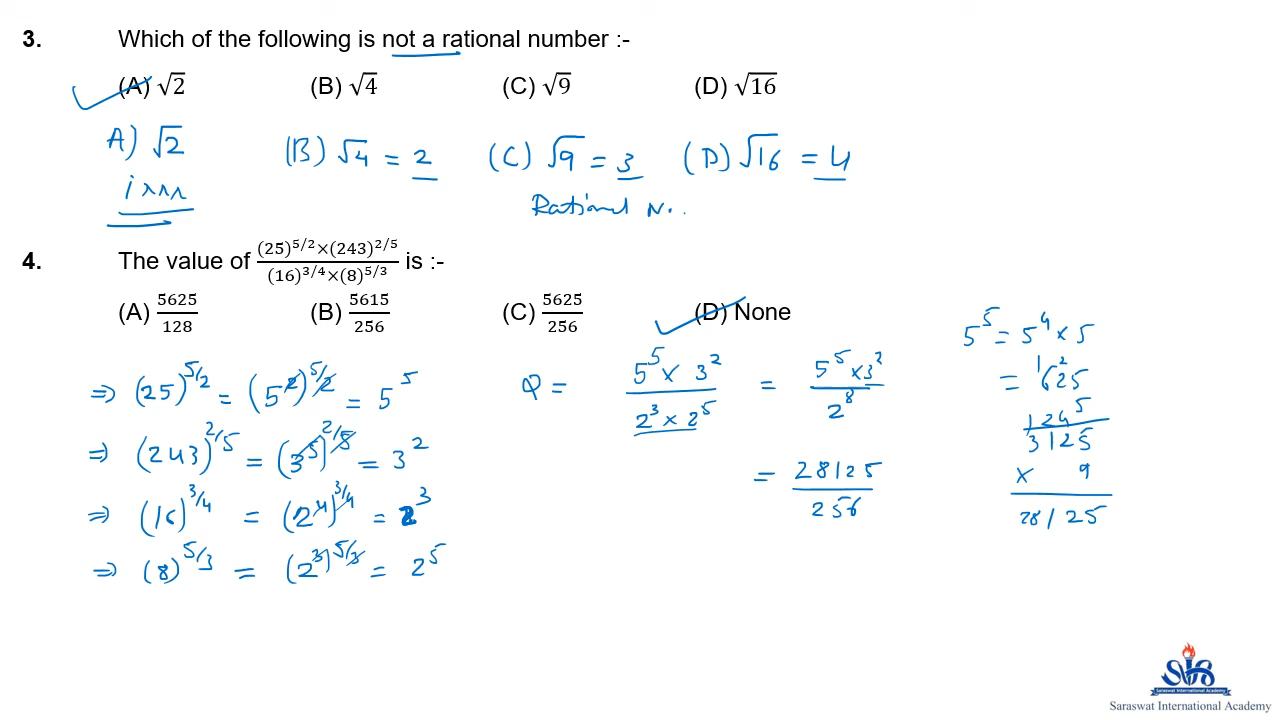 3. Which of the following is not a rational number :-
(A) √2 (B) √4 (C) √9 (D) √16
A) √2 (B) √4 = 2 (C) √9 = 3 (D) √16 = 4
Rational N.
4. The value of (25)^5/2×(243)^2/5 / (16)^3/4×(8)^5/3 is :-
(A) 5625/128 (B) 5615/256 (C) 5625/256 (D) None
⇒ (25)^5/2 = (5^2)^5/2 = 5^5
⇒ (243)^2/5 = (3^5)^2/5 = 3^2
⇒ (16)^3/4 = (2^4)^3/4 = 2^3
⇒ (8)^5/3 = (2^3)^5/3 = 2^5
Q = 5^5 × 3^2 / 2^3 × 2^5 = 5^5 × 3^2 / 2^8
= 28125 / 256
5^5 = 5^4 × 5
= 625
5
3125
× 9
28125
SIS
Saraswat International Academy
Saraswat International Academy